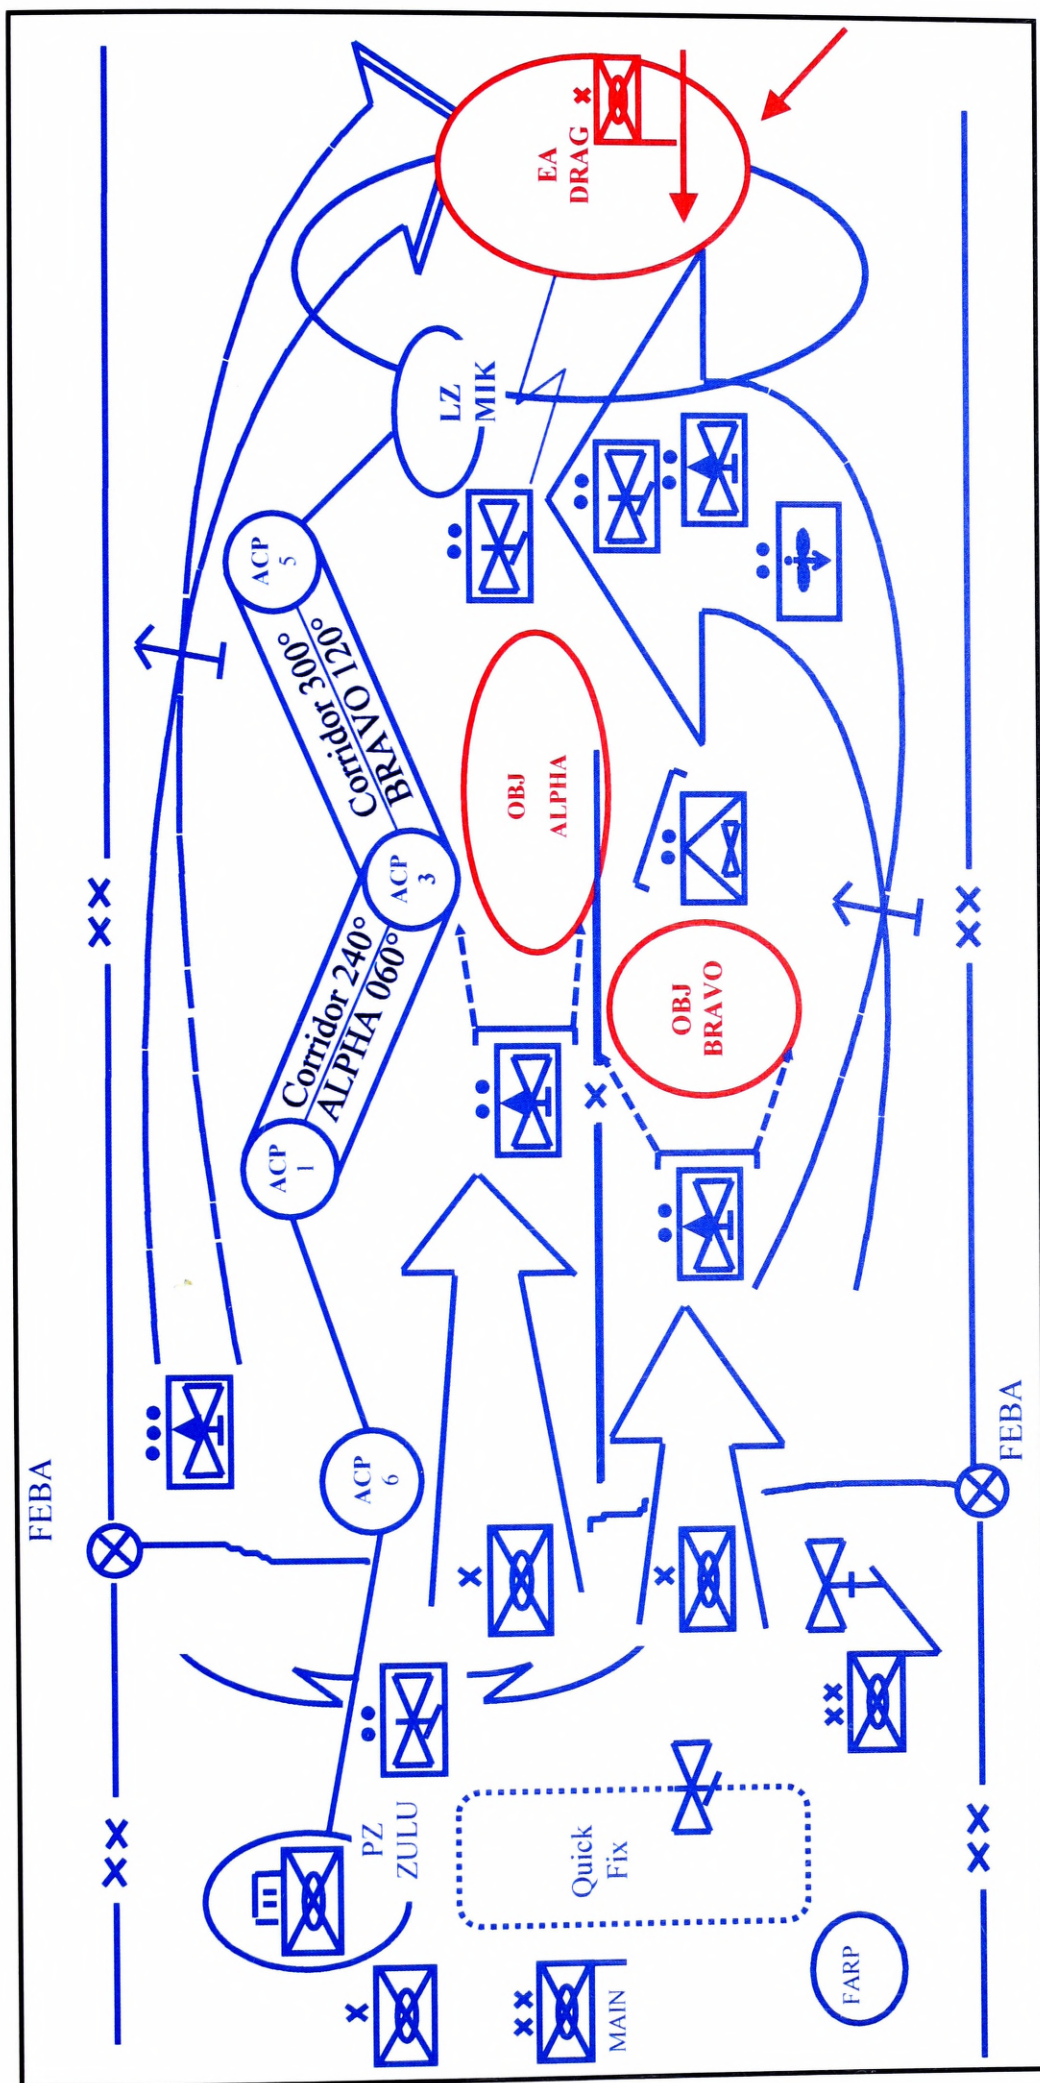 FEBA
EA
DRAG
LZ
MIK
ACP
5
Corridor 300°
BRAVO 120°
ACP
3
OBJ
ALPHA
Corridor 240°
ALPHA 060°
OBJ
BRAVO
ACP
1
ACP
6
FEBA
PZ
ZULU
Quick
Fix
MAIN
FARP